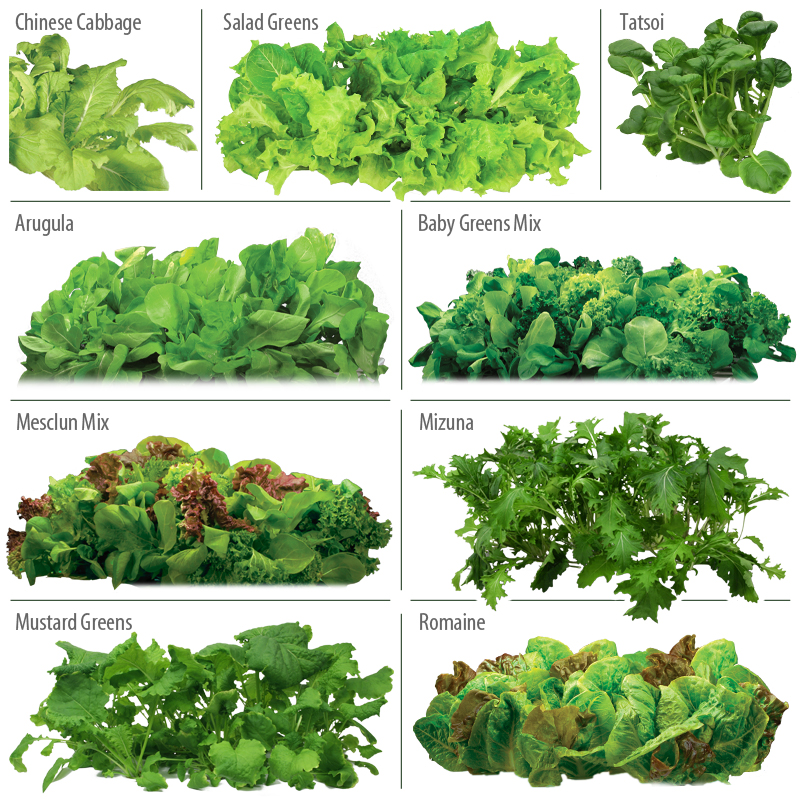 Chinese Cabbage
Salad Greens
Tatsoi
Arugula
Baby Greens Mix
Mesclun Mix
Mizuna
Mustard Greens
Romaine